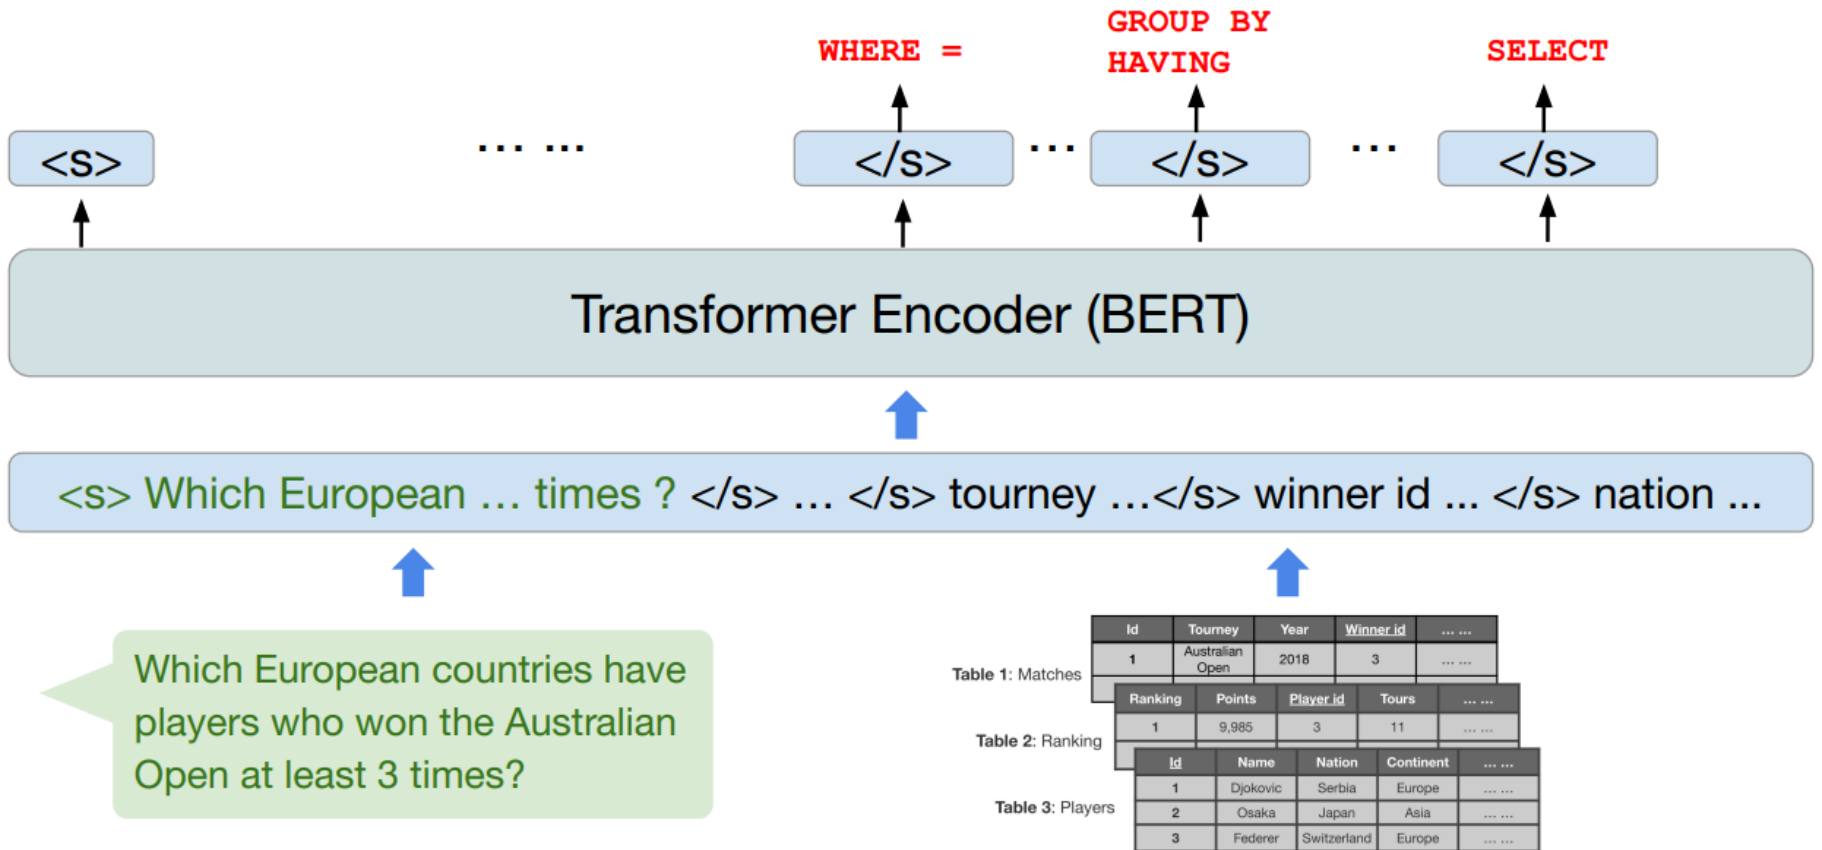 WHERE =
GROUP BY
HAVING
SELECT
<s>
... ...
</s>
...
</s>
...
</s>
Transformer Encoder (BERT)
<s> Which European ... times ? </s> ... </s> tourney ...</s> winner id ... </s> nation ...
Which European countries have
players who won the Australian
Open at least 3 times?
Table 1: Matches
Id Tourney Year Winner id ... ...
1 Australian Open 2018 3 ... ...
Table 2: Ranking
Ranking Points Player id Tours ... ...
1 9,985 3 11 ... ...
Table 3: Players
Id Name Nation Continent ... ...
1 Djokovic Serbia Europe ... ...
2 Osaka Japan Asia ... ...
3 Federer Switzerland Europe ... ...